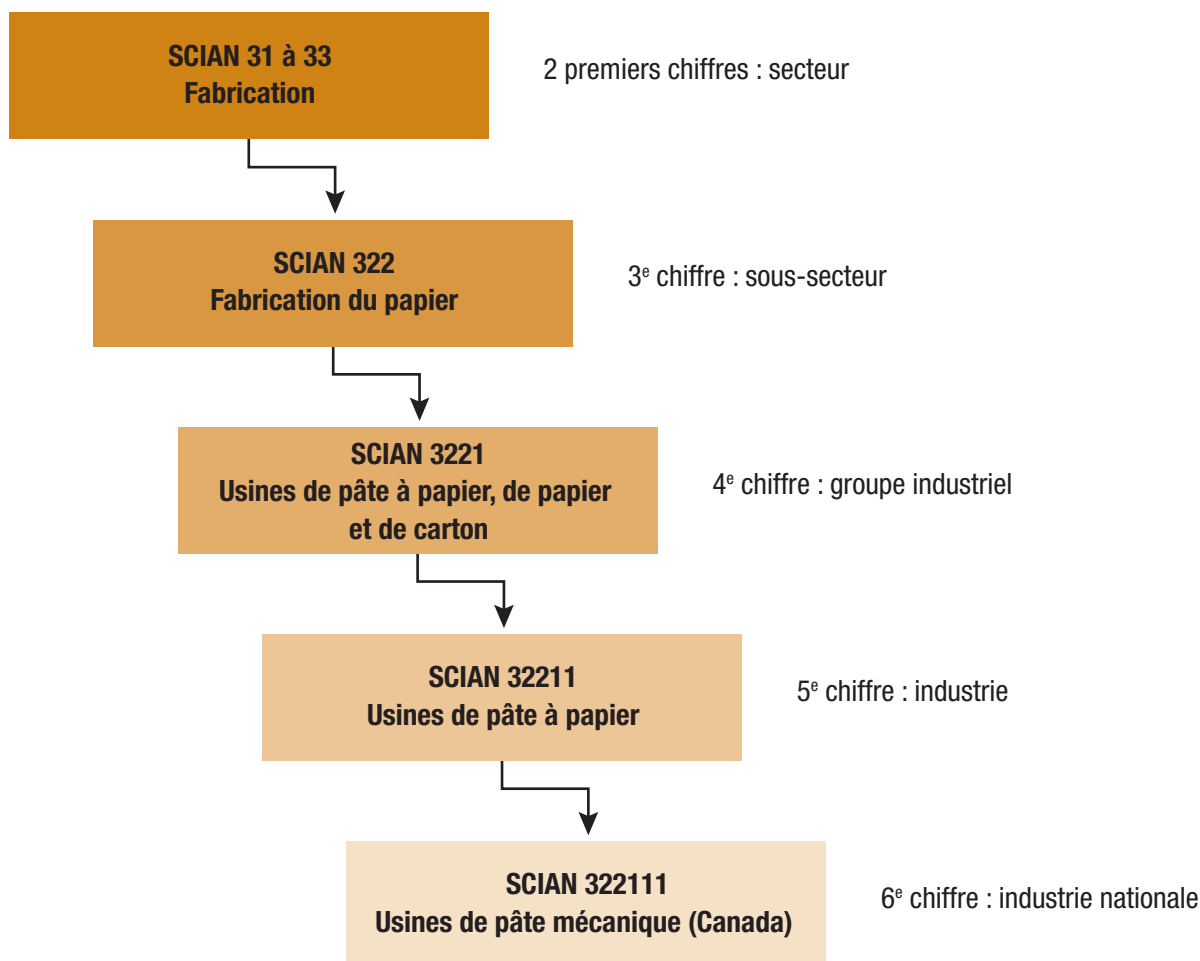 SCIAN 31 à 33
Fabrication
2 premiers chiffres : secteur
SCIAN 322
Fabrication du papier
3e chiffre : sous-secteur
SCIAN 3221
Usines de pâte à papier, de papier
et de carton
4e chiffre : groupe industriel
SCIAN 32211
Usines de pâte à papier
5e chiffre : industrie
SCIAN 322111
Usines de pâte mécanique (Canada)
6e chiffre : industrie nationale